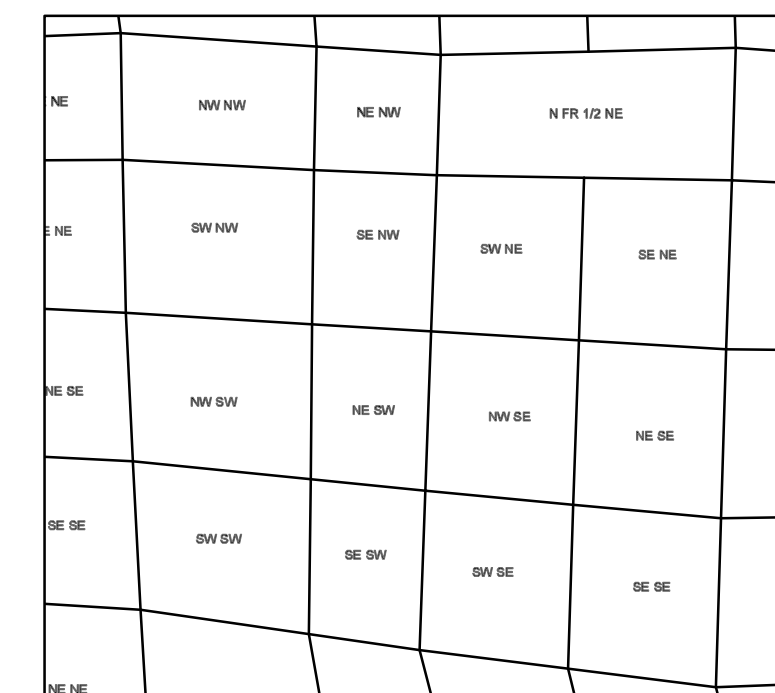 NE
NW NW
NE NW
N FR 1/2 NE
E NE
SW NW
SE NW
SW NE
SE NE
NE SE
NW SW
NE SW
NW SE
NE SE
SE SE
SW SW
SE SW
SW SE
SE SE
NE NE